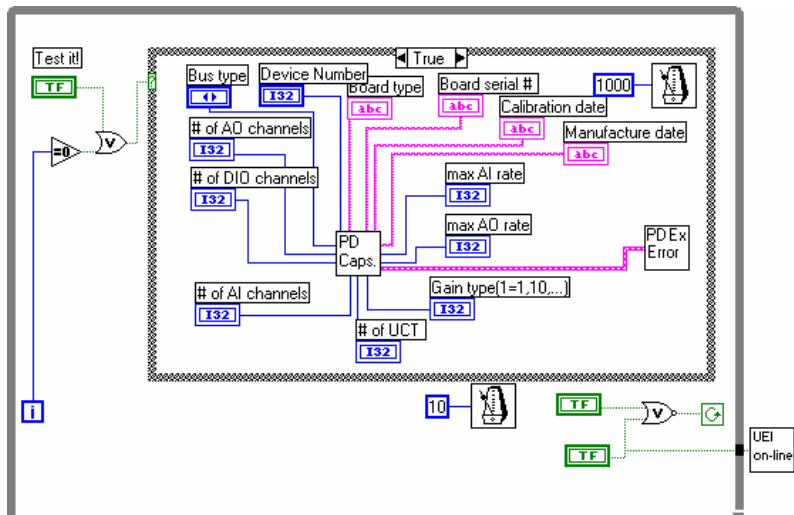 Test it!
TF
=0
V
i
True
?
Bus type
Device Number
I32
Board type
abc
Board serial #
abc
1000
Calibration date
abc
Manufacture date
abc
# of AO channels
I32
# of DIO channels
I32
max AI rate
I32
max AO rate
I32
PD
Caps.
PD Ex
Error
# of AI channels
I32
Gain type(1=1,10,...)
I32
# of UCT
I32
10
TF
V
TF
UEI
on-line